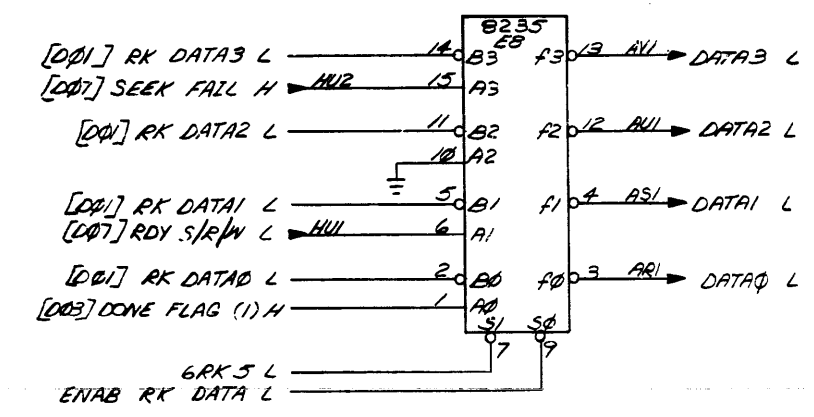 8235
E8
[DØ1] RK DATA3 L 14 B3 f3 13 AV1 DATA3 L
[DØ7] SEEK FAIL H HU2 15 A3
[DØ1] RK DATA2 L 11 B2 f2 12 AU1 DATA2 L
1Ø A2
[DØ1] RK DATA1 L 5 B1 f1 4 AS1 DATA1 L
[DØ7] RDY S/R/W L HU1 6 A1
[DØ1] RK DATAØ L 2 BØ fØ 3 AR1 DATAØ L
[DØ3] DONE FLAG (1) H 1 AØ
S1 SØ
7 9
6RK5 L
ENAB RK DATA L